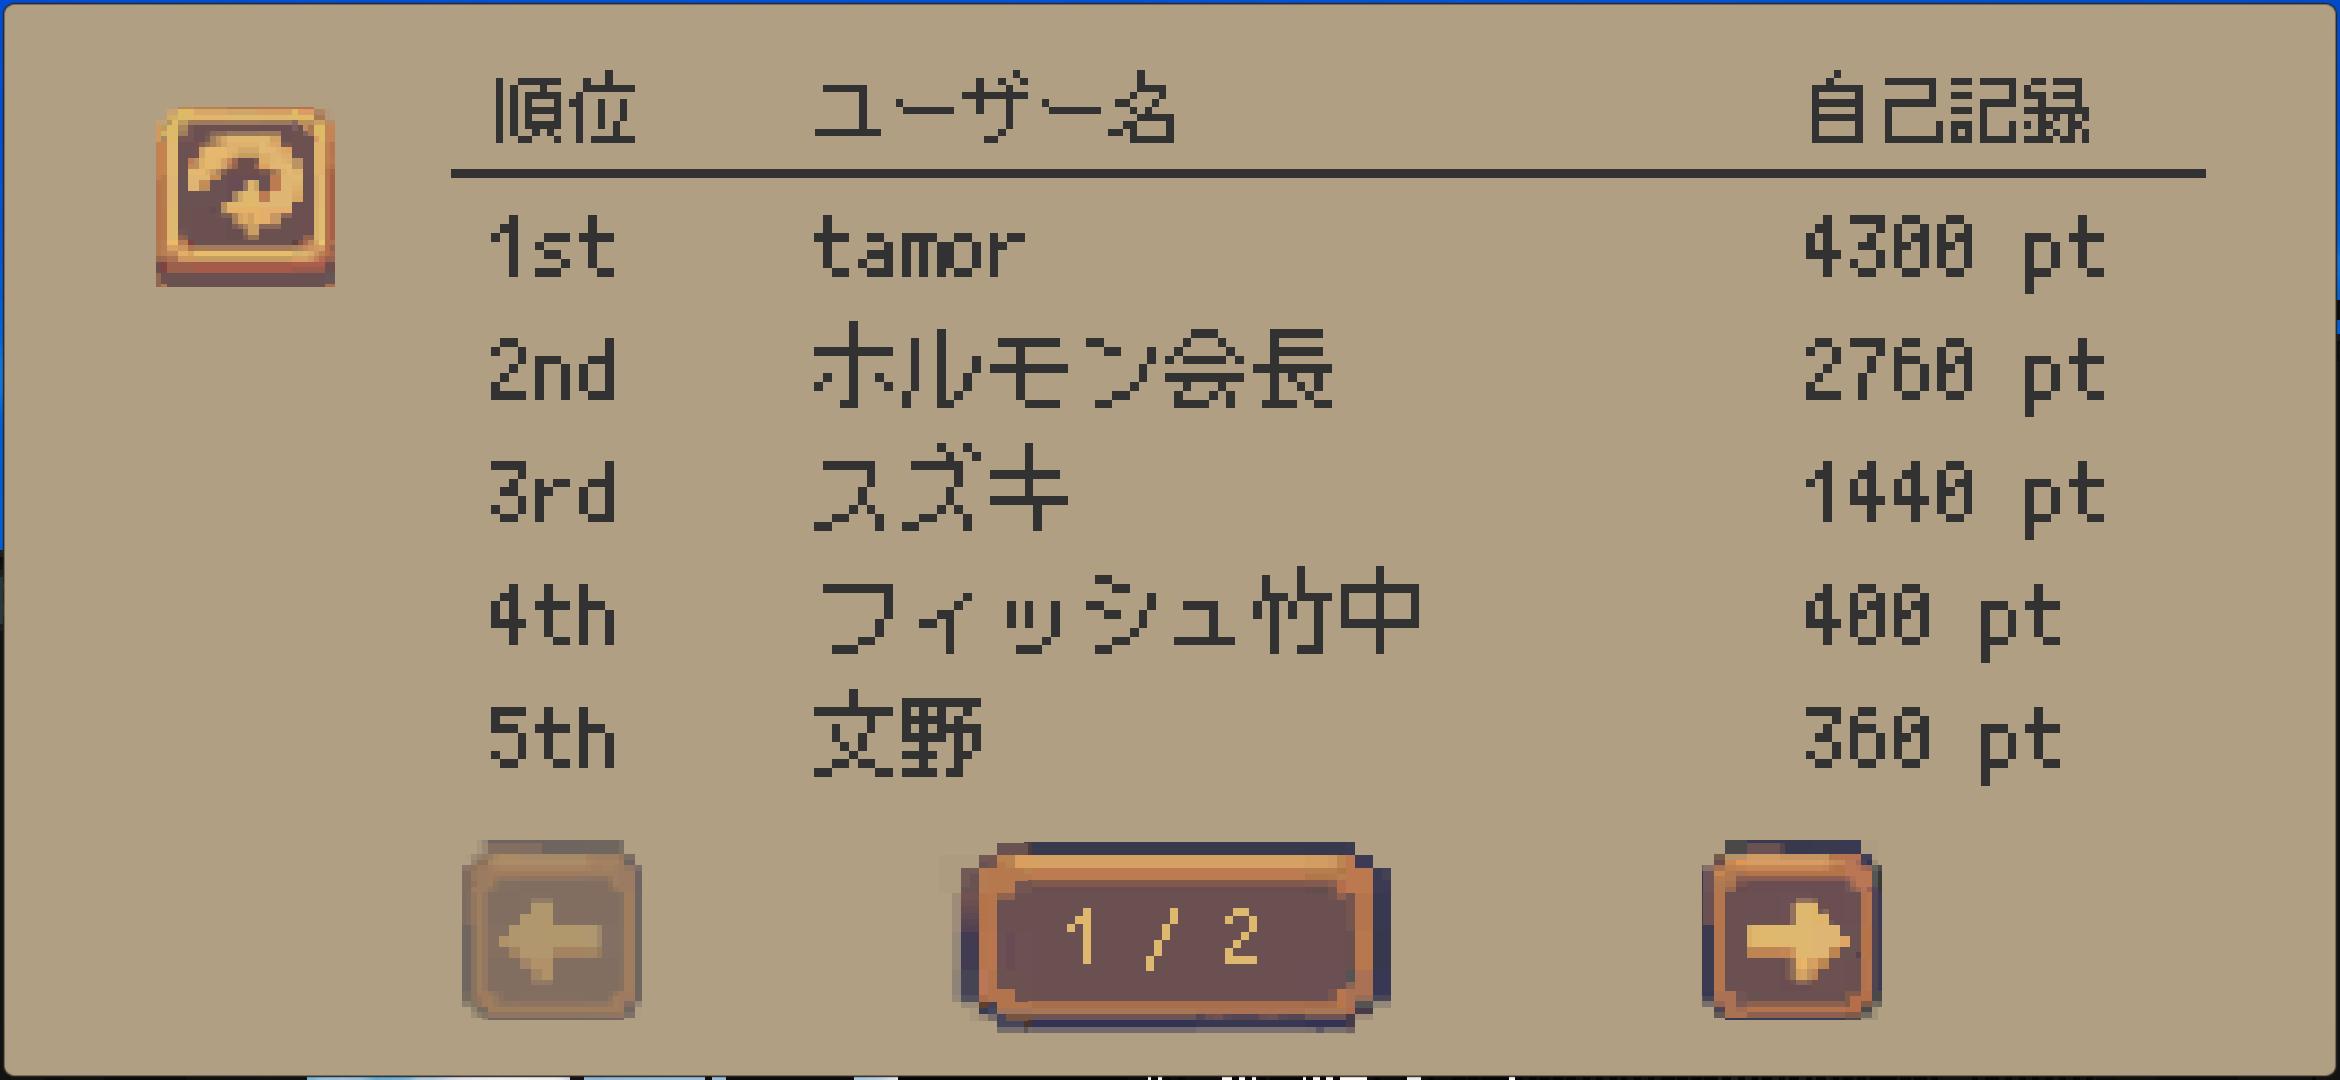 順位 ユーザー名 自己記録
1st tamor 4300 pt
2nd ホルモン会長 2760 pt
3rd スズキ 1440 pt
4th フィッシュ竹中 400 pt
5th 文野 360 pt
1 / 2